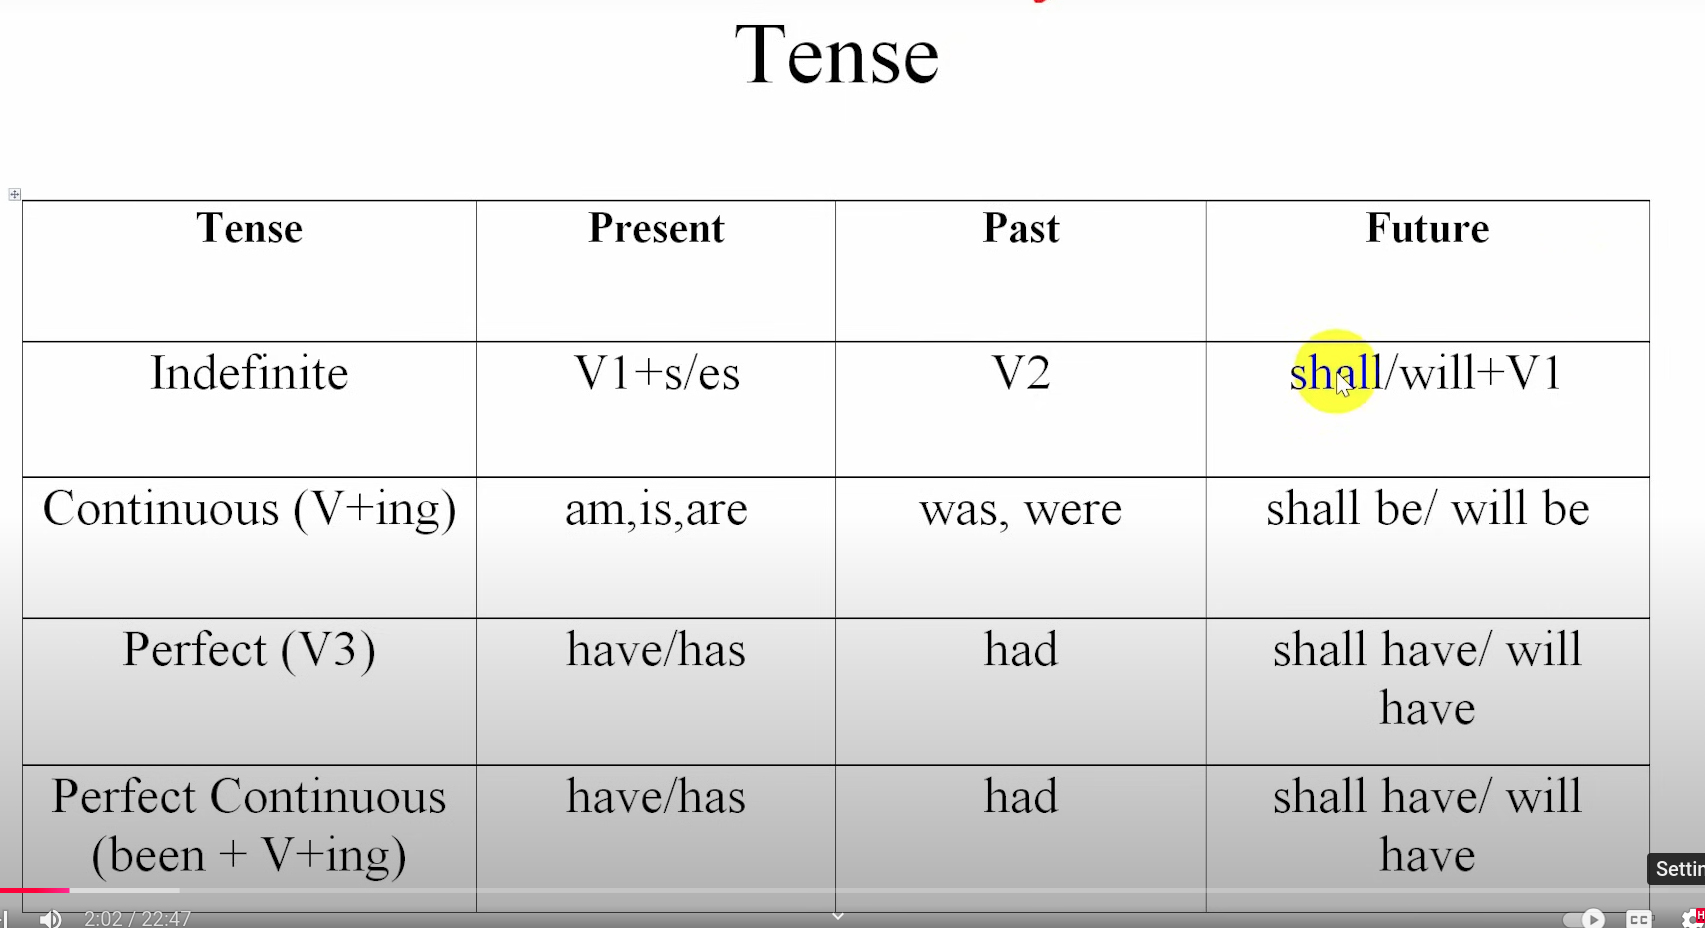 Tense
Tense Present Past Future
Indefinite V1+s/es V2 shall/will+V1
Continuous (V+ing) am,is,are was, were shall be/ will be
Perfect (V3) have/has had shall have/ will
have
Perfect Continuous have/has had shall have/ will
(been + V+ing) have
Settin
2:02 / 22:47
CC
H